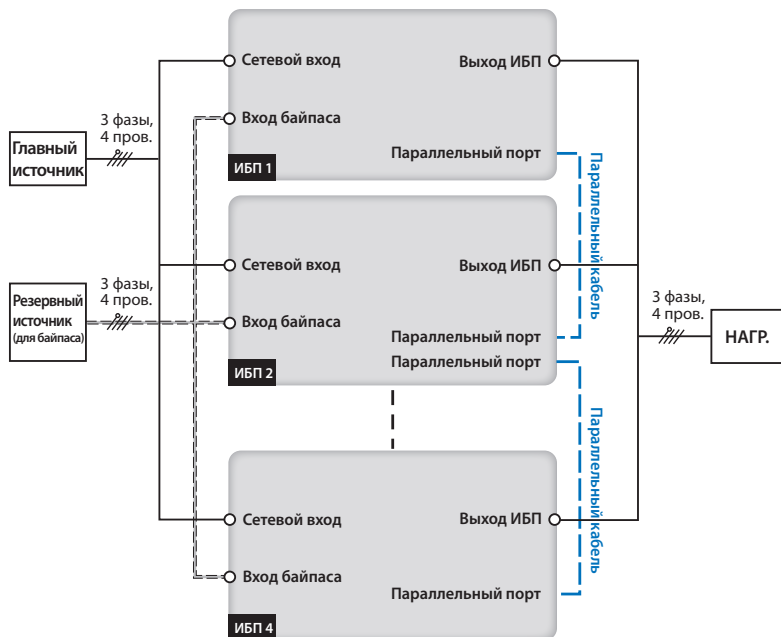 Сетевой вход
Выход ИБП
Вход байпаса
Параллельный порт
ИБП 1
3 фазы,
4 пров.
Главный
источник
Параллельный кабель
Сетевой вход
Выход ИБП
Вход байпаса
Параллельный порт
Параллельный порт
ИБП 2
3 фазы,
4 пров.
Резервный
источник
(для байпаса)
3 фазы,
4 пров.
НАГР.
Параллельный кабель
Сетевой вход
Выход ИБП
Вход байпаса
Параллельный порт
ИБП 4